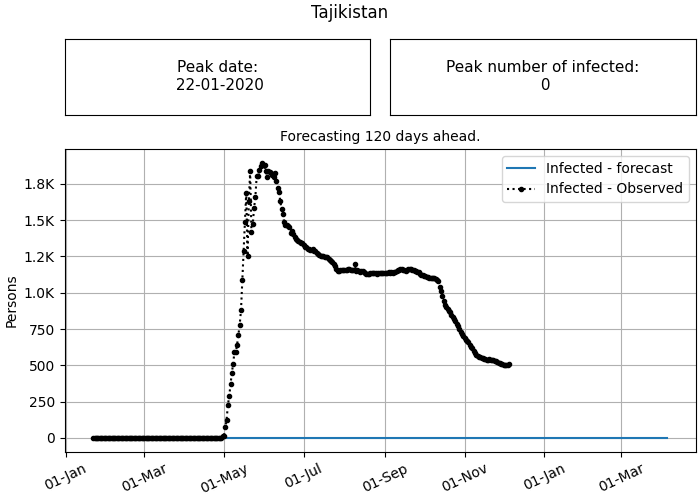 Tajikistan
Peak date:
22-01-2020
Peak number of infected:
0
Forecasting 120 days ahead.
Infected - forecast
Infected - Observed
Persons
1.8K
1.5K
1.2K
1.0K
750
500
250
0
01-Jan
01-Mar
01-May
01-Jul
01-Sep
01-Nov
01-Jan
01-Mar